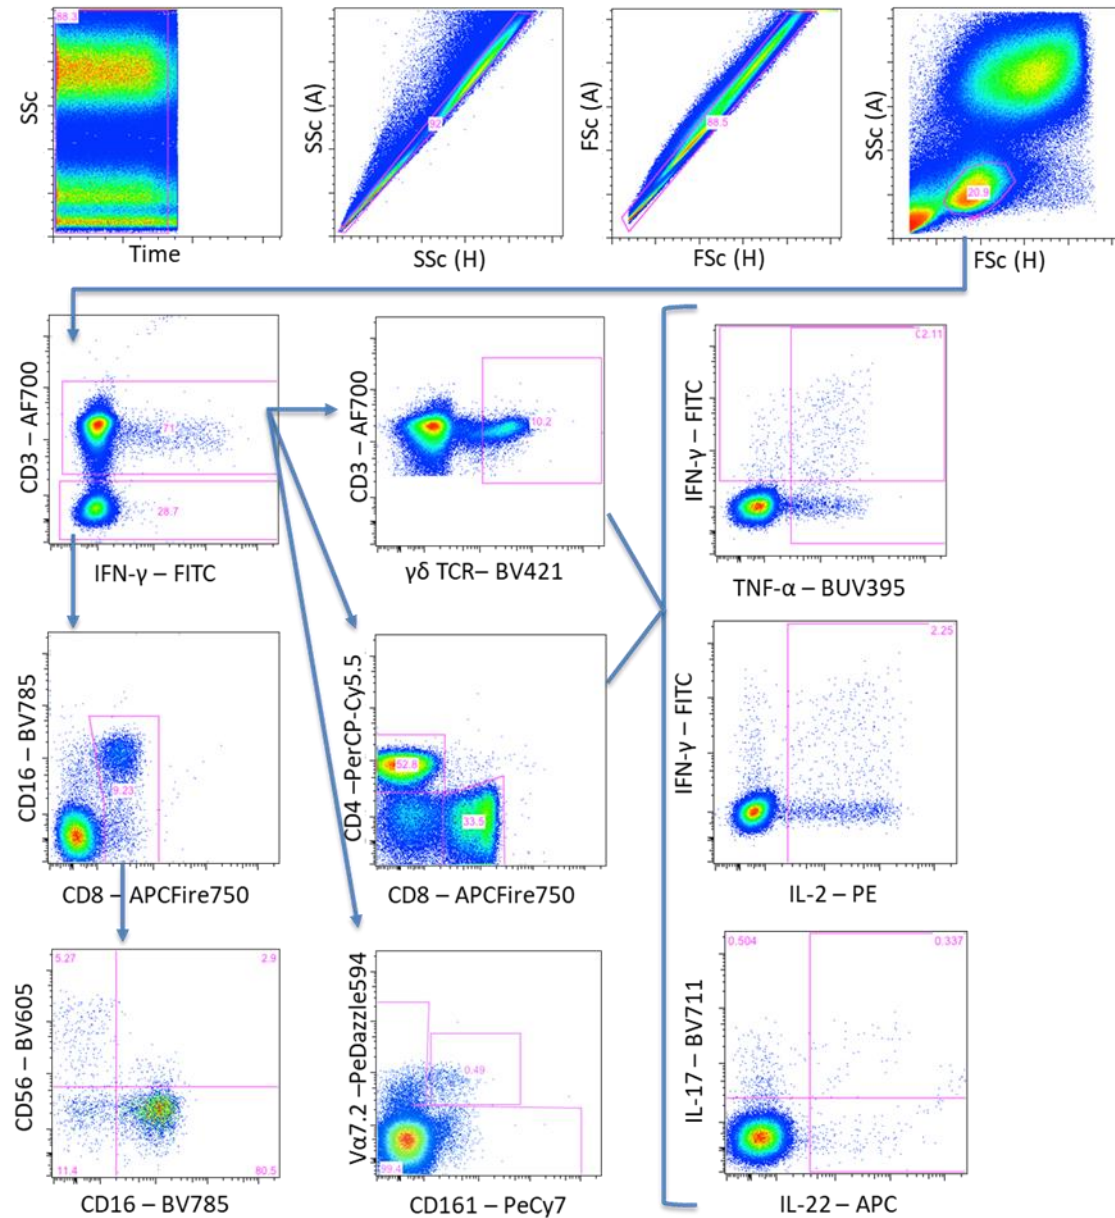 88.3
SSc
Time
92
SSc (A)
SSc (H)
88.5
FSc (A)
FSc (H)
20.9
SSc (A)
FSc (H)
CD3 – AF700
71
28.7
IFN-γ – FITC
CD3 – AF700
10.2
γδ TCR– BV421
IFN-γ – FITC
2.11
TNF-α – BUV395
CD16 – BV785
9.23
CD8 – APCFire750
CD4 –PerCP-Cy5.5
52.8
33.5
CD8 – APCFire750
IFN-γ – FITC
2.25
IL-2 – PE
CD56 – BV605
5.27
2.9
11.4
80.5
CD16 – BV785
Vα7.2 –PeDazzle594
0.49
99.4
CD161 – PeCy7
IL-17 – BV711
0.504
0.337
IL-22 – APC